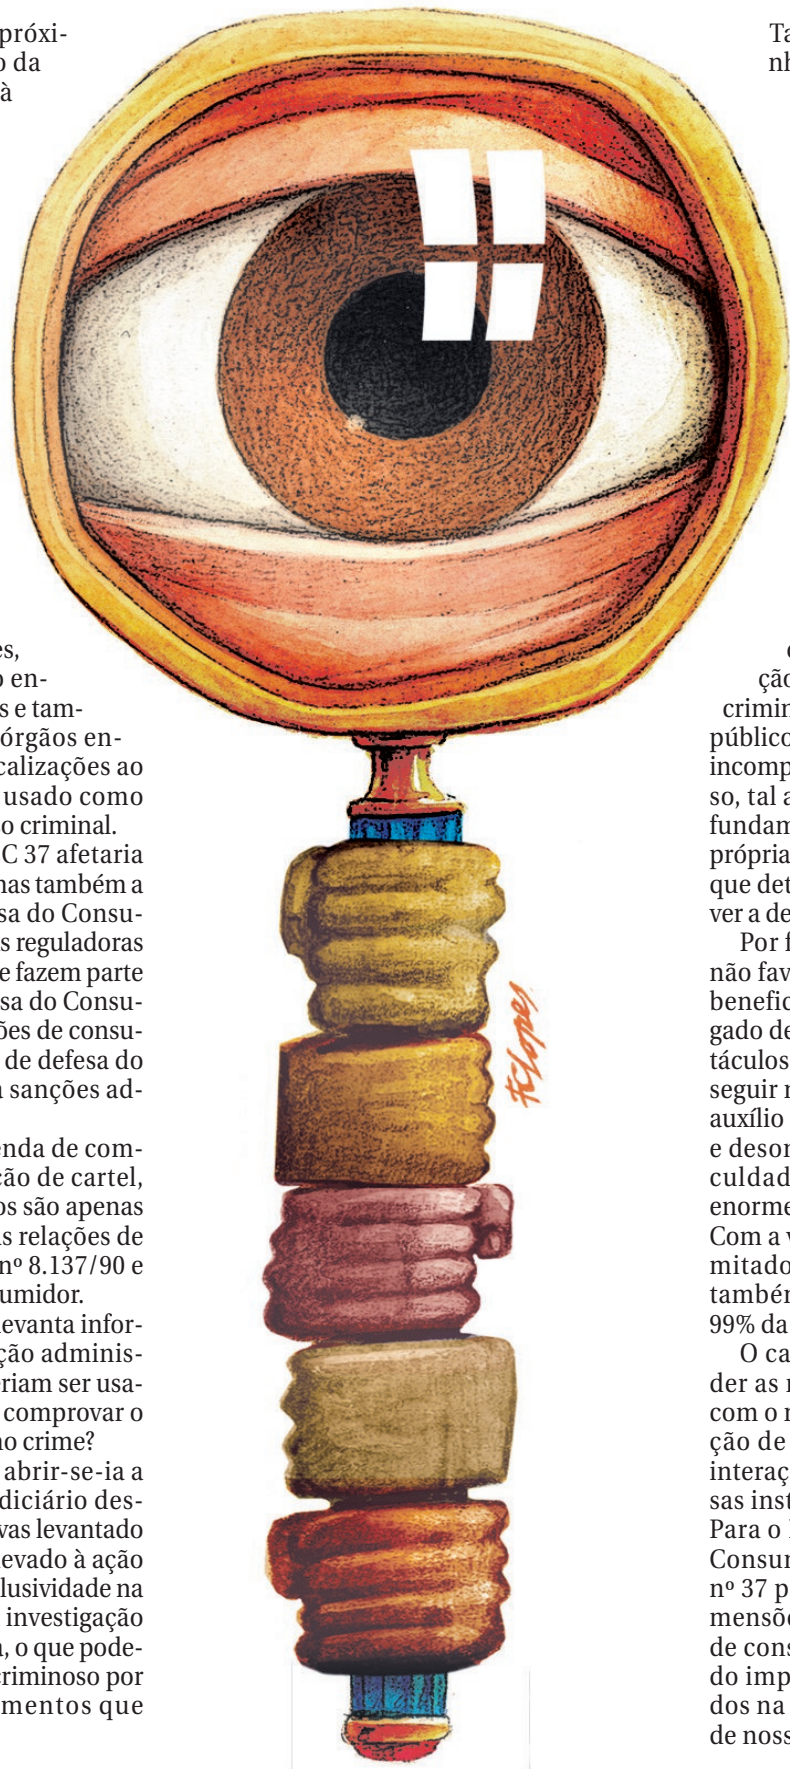 próxi-
o da
à
es,
o en-
s e tam-
órgãos en-
calizações ao
usado como
o criminal.
C 37 afetaria
nas também a
sa do Consu-
s reguladoras
e fazem parte
sa do Consu-
ões de consu-
de defesa do
a sanções ad-
enda de com-
ção de cartel,
os são apenas
as relações de
nº 8.137/90 e
umidor.
evanta infor-
ção adminis-
eriam ser usa-
comprovar o
no crime?
abrir-se-ia a
diciário des-
vas levantado
levado à ação
lusividade na
investigação
a, o que pode-
criminoso por
mentos que
FCLopes
Ta
nh
ção
crimin
público
incomp
so, tal a
fundam
própria
que det
ver a de
Por f
não fav
benefic
gado de
táculos
seguir n
auxílio
e desor
culdad
enorme
Com a v
mitado
também
99% da
O ca
der as r
com o r
ção de
interaç
sas inst
Para o
Consur
nº 37 p
mensõe
de cons
do imp
dos na
de noss